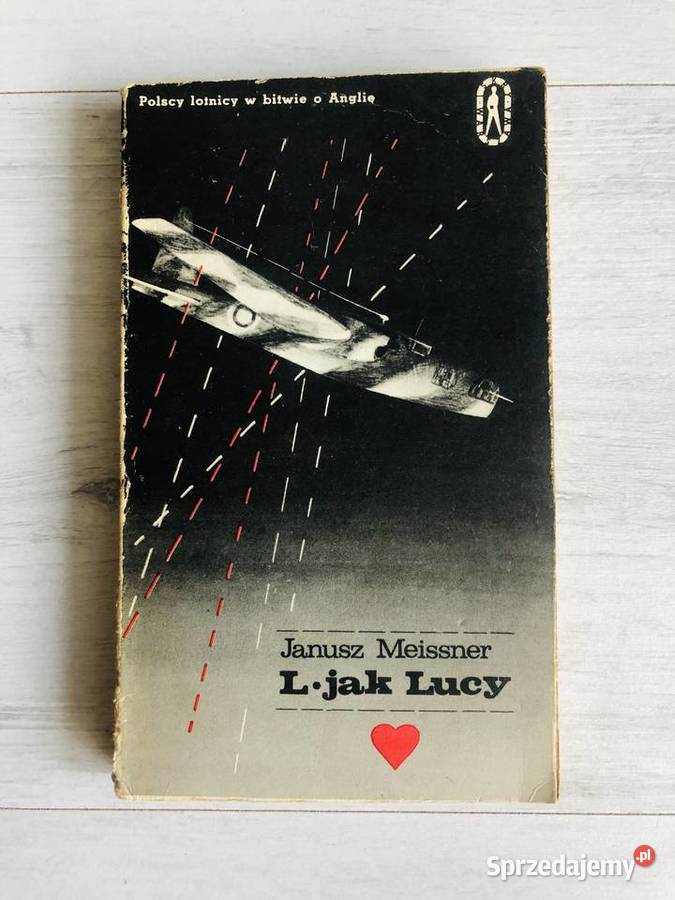 Polscy lotnicy w bitwie o Anglię
Janusz Meissner
L·jak Lucy
Sprzedajemy.pl